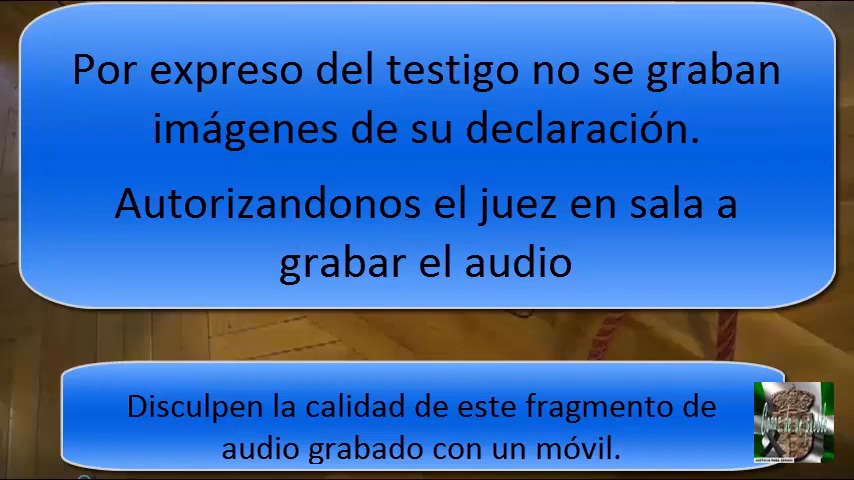 Por expreso del testigo no se graban
imágenes de su declaración.
Autorizandonos el juez en sala a
grabar el audio
Disculpen la calidad de este fragmento de
audio grabado con un móvil.